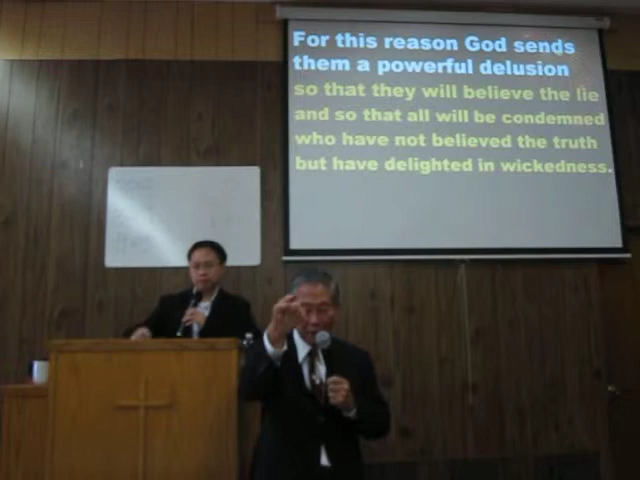 For this reason God sends
them a powerful delusion
so that they will believe the lie
and so that all will be condemned
who have not believed the truth
but have delighted in wickedness.